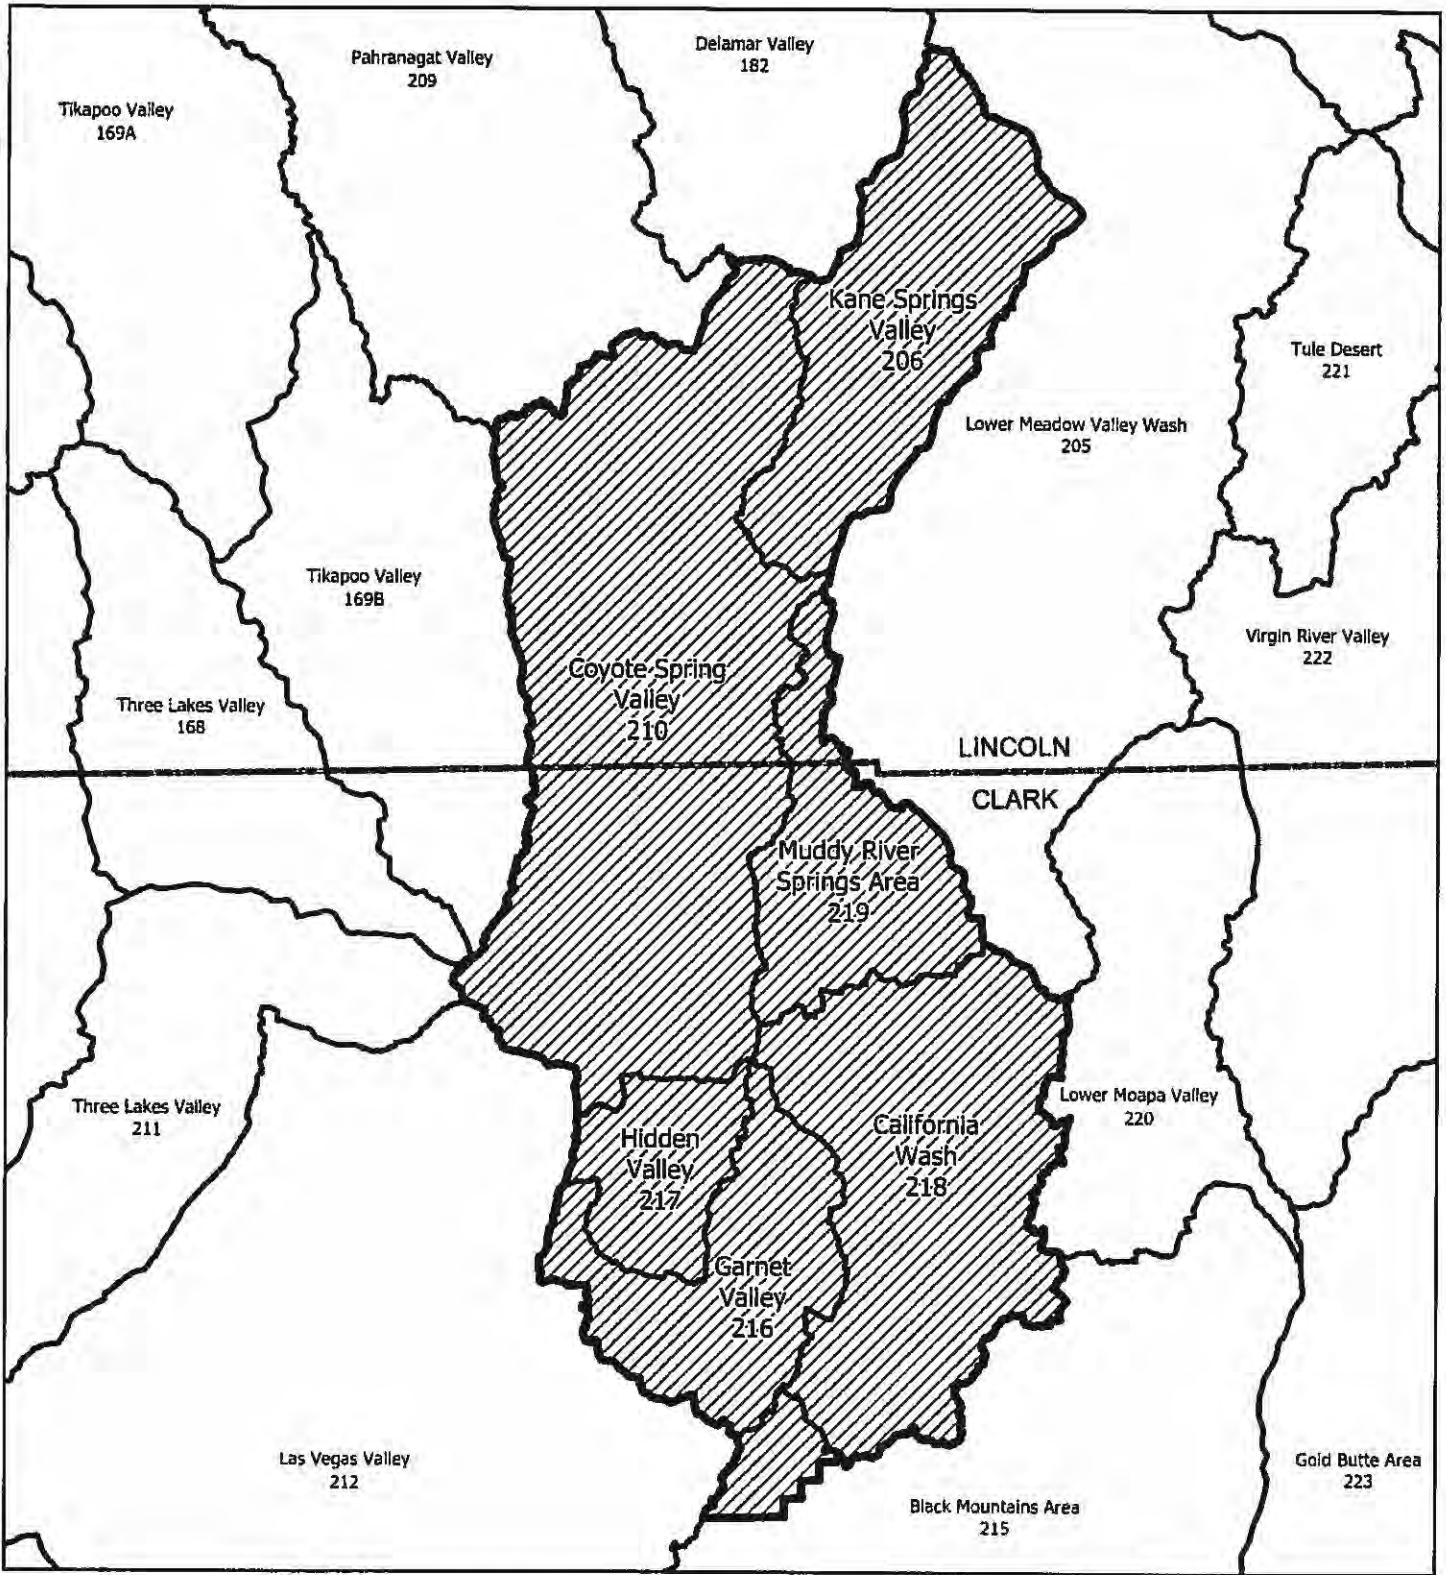 Pahranagat Valley
209
Delamar Valley
182
Tikapoo Valley
169A
Kane Springs
Valley
206
Tule Desert
221
Lower Meadow Valley Wash
205
Tikapoo Valley
169B
Virgin River Valley
222
Coyote Spring
Valley
210
Three Lakes Valley
168
LINCOLN
CLARK
Muddy River
Springs Area
219
Three Lakes Valley
211
Hidden
Valley
217
California
Wash
218
Lower Moapa Valley
220
Garnet
Valley
216
Las Vegas Valley
212
Gold Butte Area
223
Black Mountains Area
215